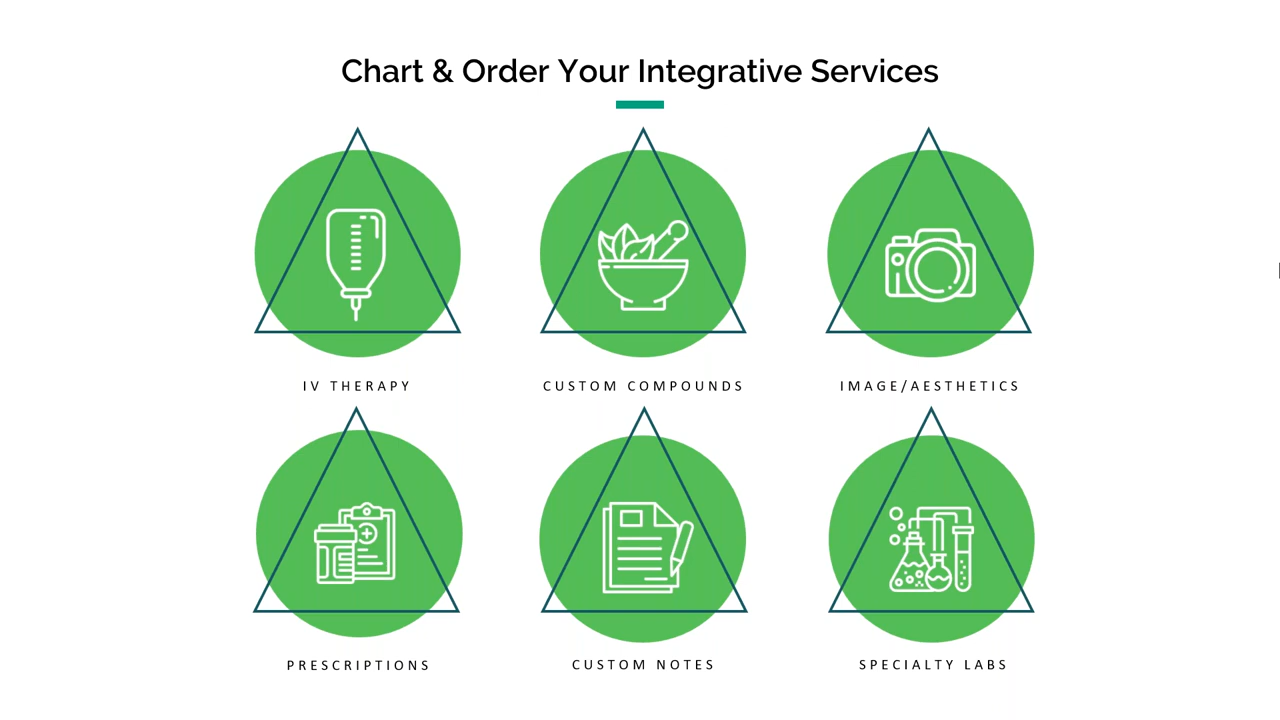 Chart & Order Your Integrative Services
IV THERAPY
CUSTOM COMPOUNDS
IMAGE/AESTHETICS
PRESCRIPTIONS
CUSTOM NOTES
SPECIALTY LABS